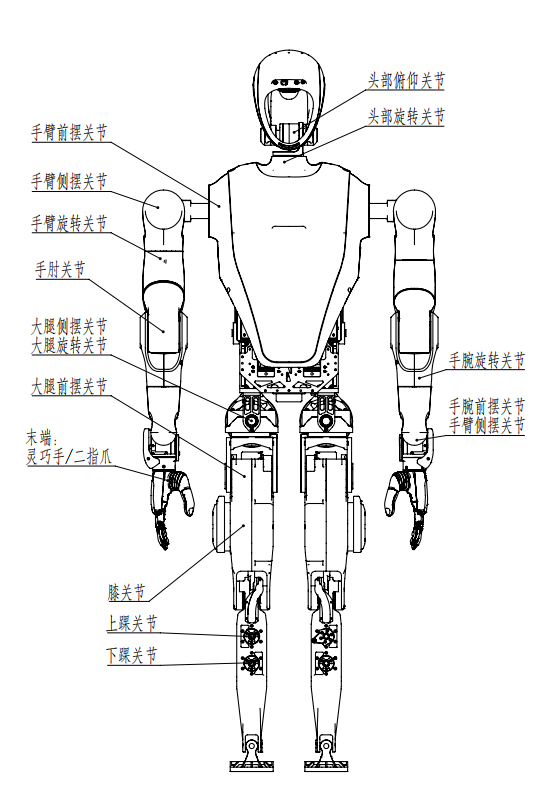 头部俯仰关节
头部旋转关节
手臂前摆关节
手臂侧摆关节
手臂旋转关节
手肘关节
大腿侧摆关节
大腿旋转关节
大腿前摆关节
末端：
灵巧手/二指爪
手腕旋转关节
手腕前摆关节
手臂侧摆关节
膝关节
上踝关节
下踝关节